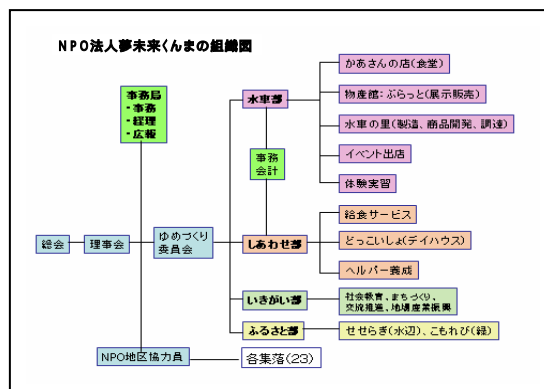 NPO法人夢未来くんまの組織図
事務局
・事務
・経理
・広報
総会
理事会
ゆめづくり
委員会
NPO地区協力員
各集落(23)
水車部
事務
会計
しあわせ部
いきがい部
ふるさと部
かあさんの店(食堂)
物産館:ぶらっと(展示販売)
水車の里(製造、商品開発、調達)
イベント出店
体験実習
給食サービス
どっこいしょ(デイハウス)
ヘルパー養成
社会教育、まちづくり、
交流推進、地場産業振興
せせらぎ(水辺)、こもれび(緑)